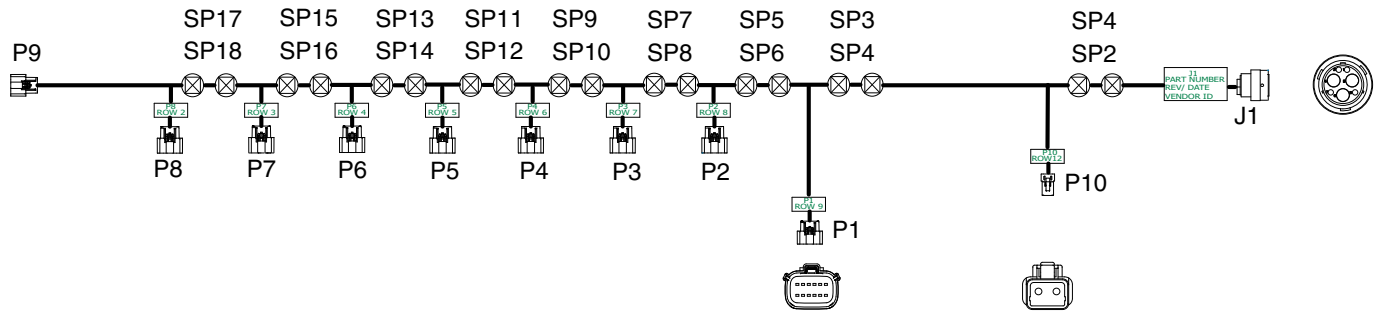 SP17 SP15 SP13 SP11 SP9 SP7 SP5 SP3 SP4
P9 SP18 SP16 SP14 SP12 SP10 SP8 SP6 SP4 SP2
J1
PART NUMBER
REV/ DATE
VENDOR ID
J1
P8
ROW 2
P7
ROW 3
P6
ROW 4
P5
ROW 5
P4
ROW 6
P3
ROW 7
P2
ROW 8
P8 P7 P6 P5 P4 P3 P2
P10
ROW12
P10
P1
ROW 9
P1